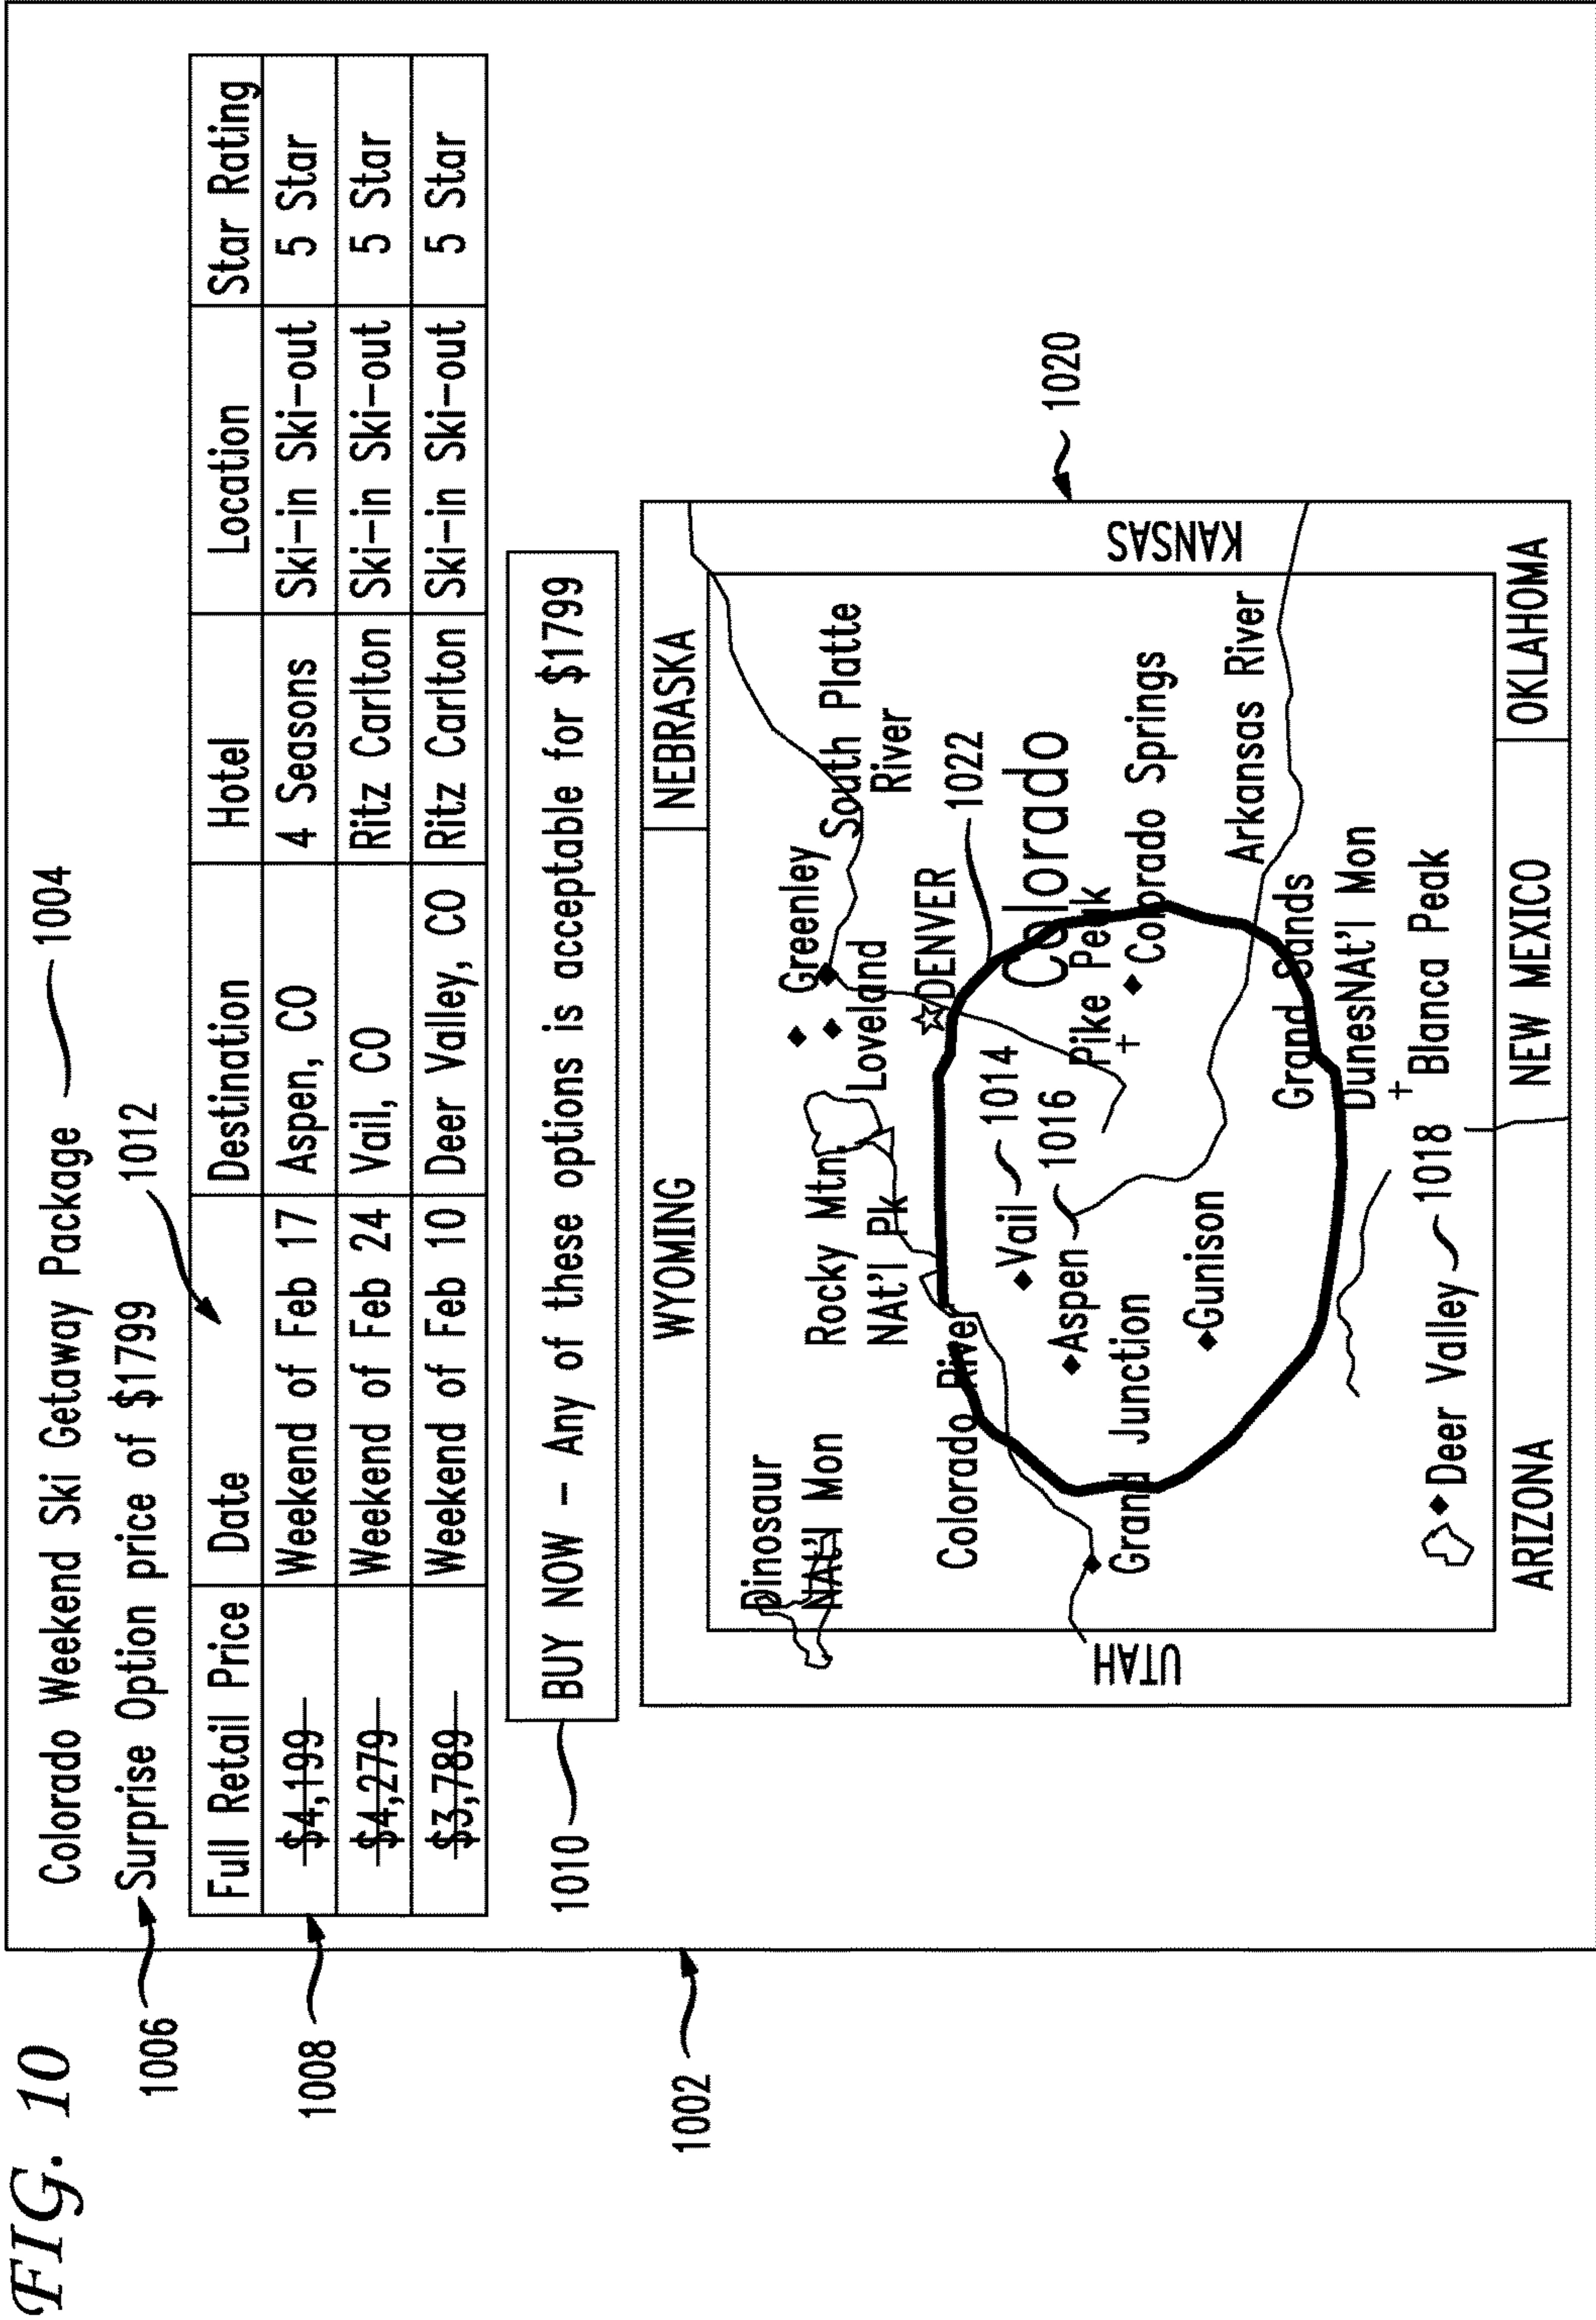 FIG. 10
Colorado Weekend Ski Getaway Package 1004
1006 Surprise Option price of $1799 1012
Full Retail Price Date Destination Hotel Location Star Rating
$4,199 Weekend of Feb 17 Aspen, CO 4 Seasons Ski-in Ski-out 5 Star
$4,279 Weekend of Feb 24 Vail, CO Ritz Carlton Ski-in Ski-out 5 Star
$3,789 Weekend of Feb 10 Deer Valley, CO Ritz Carlton Ski-in Ski-out 5 Star
1008
1010 BUY NOW - Any of these options is acceptable for $1799
1002
WYOMING NEBRASKA
Dinosaur
NAt'l Mon
Rocky Mtn.
NAt'l Pk
Greenley
Loveland
South Platte
River
DENVER
1022
Colorado River
Vail 1014
Colorado
Aspen 1016
Pike Peak
Grand Junction
Colorado Springs
Gunison
Arkansas River
Grand Sands
DunesNAt'l Mon
Blanca Peak
Deer Valley 1018
UTAH
KANSAS
1020
ARIZONA NEW MEXICO OKLAHOMA